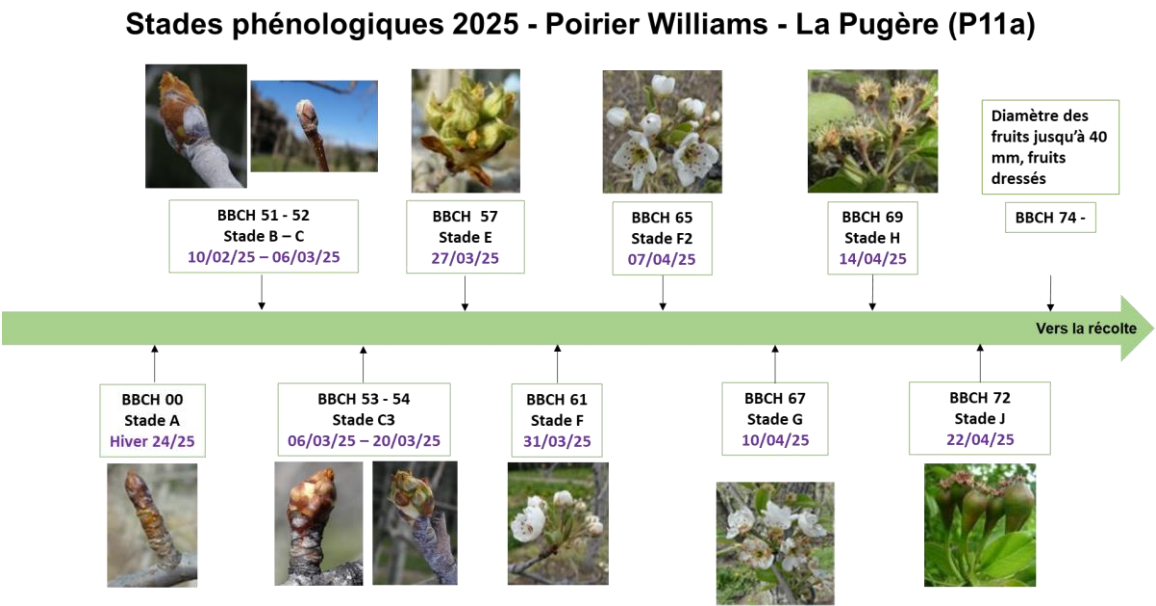 Stades phénologiques 2025 - Poirier Williams - La Pugère (P11a)
BBCH 51 - 52
Stade B – C
10/02/25 – 06/03/25
BBCH 57
Stade E
27/03/25
BBCH 65
Stade F2
07/04/25
BBCH 69
Stade H
14/04/25
Diamètre des
fruits jusqu'à 40
mm, fruits
dressés
BBCH 74 -
Vers la récolte
BBCH 00
Stade A
Hiver 24/25
BBCH 53 - 54
Stade C3
06/03/25 – 20/03/25
BBCH 61
Stade F
31/03/25
BBCH 67
Stade G
10/04/25
BBCH 72
Stade J
22/04/25